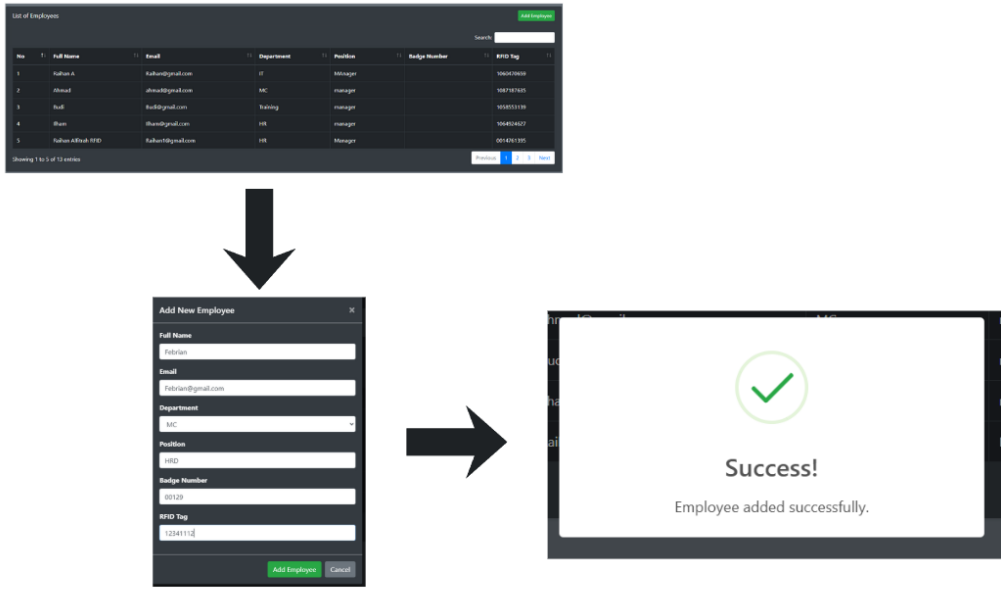 List of Employees
Add Employee
Search:
No Full Name Email Department Position Badge Number RFID Tag
1 Raihan A Raihan@gmail.com IT MAnager 1060470659
2 Ahmad ahmad@gmail.com MC manager 1087187635
3 Budi Budi@gmail.com Training manager 1058553139
4 Ilham Ilham@gmail.com HR manager 1064924627
5 Raihan Alfitrah RFID Raihan1@gmail.com HR Manager 0014761395
Showing 1 to 5 of 13 entries
Previous 1 2 3 Next
Add New Employee ×
Full Name
Febrian
Email
Febrian@gmail.com
Department
MC
Position
HRD
Badge Number
00129
RFID Tag
12341112
Add Employee Cancel
Success!
Employee added successfully.